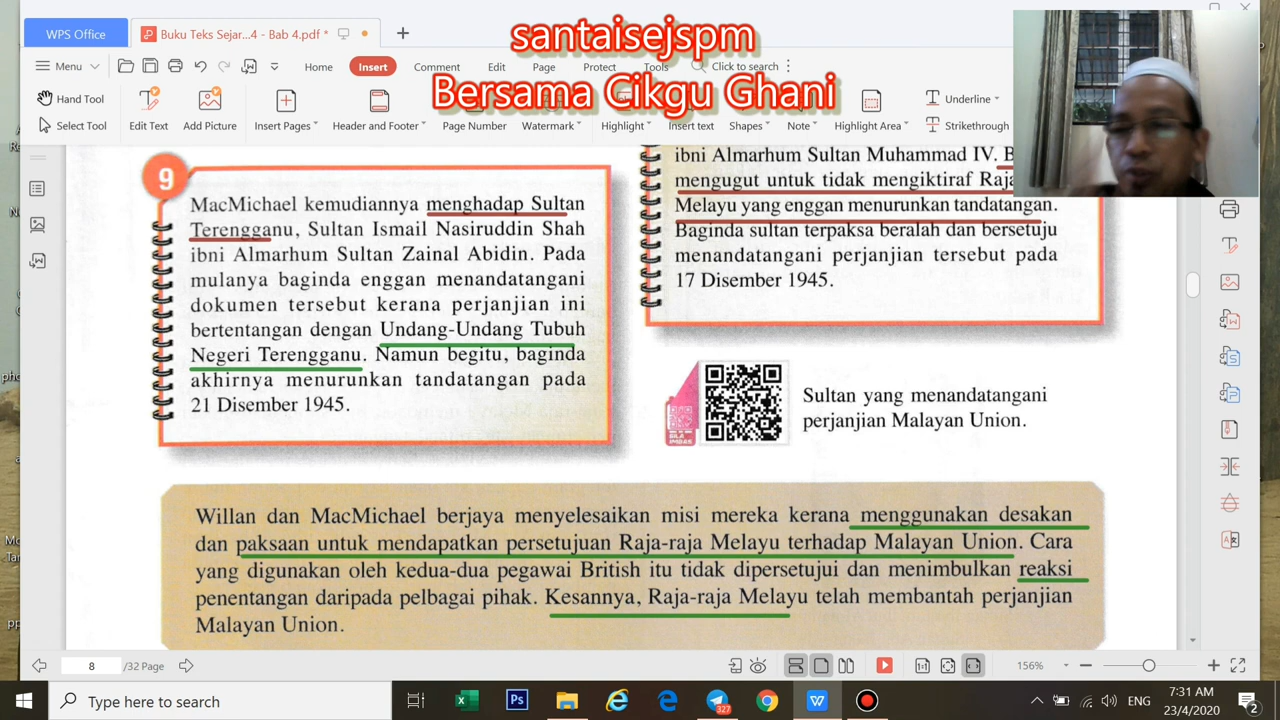 santaisejspm
Bersama Cikgu Ghani
WPS Office
Buku Teks Sejar...4 - Bab 4.pdf *
Menu
Home
Insert
Comment
Edit
Page
Protect
Tools
Click to search
Hand Tool
Select Tool
Edit Text
Add Picture
Insert Pages
Header and Footer
Page Number
Watermark
Highlight
Insert text
Shapes
Note
Highlight Area
Underline
Strikethrough
9
MacMichael kemudiannya menghadap Sultan
Terengganu, Sultan Ismail Nasiruddin Shah
ibni Almarhum Sultan Zainal Abidin. Pada
mulanya baginda enggan menandatangani
dokumen tersebut kerana perjanjian ini
bertentangan dengan Undang-Undang Tubuh
Negeri Terengganu. Namun begitu, baginda
akhirnya menurunkan tandatangan pada
21 Disember 1945.
ibni Almarhum Sultan Muhammad IV. B
mengugut untuk tidak mengiktiraf Raja
Melayu yang enggan menurunkan tandatangan.
Baginda sultan terpaksa beralah dan bersetuju
menandatangani perjanjian tersebut pada
17 Disember 1945.
Sultan yang menandatangani
perjanjian Malayan Union.
Willan dan MacMichael berjaya menyelesaikan misi mereka kerana menggunakan desakan
dan paksaan untuk mendapatkan persetujuan Raja-raja Melayu terhadap Malayan Union. Cara
yang digunakan oleh kedua-dua pegawai British itu tidak dipersetujui dan menimbulkan reaksi
penentangan daripada pelbagai pihak. Kesannya, Raja-raja Melayu telah membantah perjanjian
Malayan Union.
8
/32 Page
156%
Type here to search
327
ENG
7:31 AM
23/4/2020
2